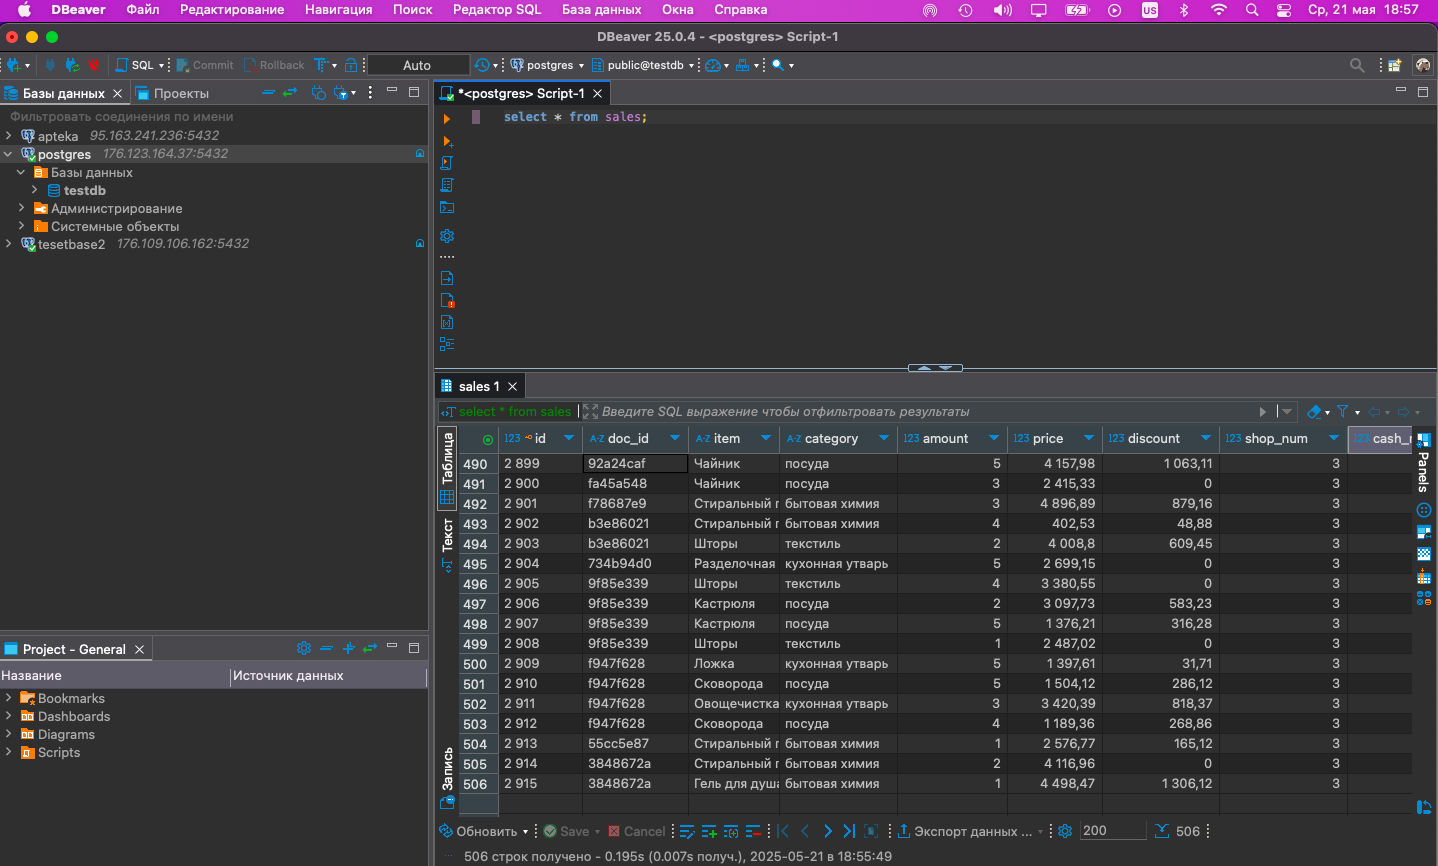 DBeaver Файл Редактирование Навигация Поиск Редактор SQL База данных Окна Справка US Ср, 21 мая 18:57
DBeaver 25.0.4 - <postgres> Script-1
SQL Commit Rollback Auto postgres public@testdb
Базы данных Проекты
Фильтровать соединения по имени
apteka 95.163.241.236:5432
postgres 176.123.164.37:5432
Базы данных
testdb
Администрирование
Системные объекты
tesetbase2 176.109.106.162:5432
Project - General
Название Источник данных
Bookmarks
Dashboards
Diagrams
Scripts
*<postgres> Script-1
select * from sales;
sales 1
select * from sales Введите SQL выражение чтобы отфильтровать результаты
Таблица
Текст
Запись
Panels
123 id A-Z doc_id A-Z item A-Z category 123 amount 123 price 123 discount 123 shop_num 123 cash_
490 2 899 92a24caf Чайник посуда 5 4 157,98 1 063,11 3
491 2 900 fa45a548 Чайник посуда 3 2 415,33 0 3
492 2 901 f78687e9 Стиральный г бытовая химия 3 4 896,89 879,16 3
493 2 902 b3e86021 Стиральный г бытовая химия 4 402,53 48,88 3
494 2 903 b3e86021 Шторы текстиль 2 4 008,8 609,45 3
495 2 904 734b94d0 Разделочная кухонная утварь 5 2 699,15 0 3
496 2 905 9f85e339 Шторы текстиль 4 3 380,55 0 3
497 2 906 9f85e339 Кастрюля посуда 2 3 097,73 583,23 3
498 2 907 9f85e339 Кастрюля посуда 5 1 376,21 316,28 3
499 2 908 9f85e339 Шторы текстиль 1 2 487,02 0 3
500 2 909 f947f628 Ложка кухонная утварь 5 1 397,61 31,71 3
501 2 910 f947f628 Сковорода посуда 5 1 504,12 286,12 3
502 2 911 f947f628 Овощечистка кухонная утварь 3 3 420,39 818,37 3
503 2 912 f947f628 Сковорода посуда 4 1 189,36 268,86 3
504 2 913 55cc5e87 Стиральный г бытовая химия 1 2 576,77 165,12 3
505 2 914 3848672a Стиральный г бытовая химия 2 4 116,96 0 3
506 2 915 3848672a Гель для душа бытовая химия 1 4 498,47 1 306,12 3
Обновить Save Cancel Экспорт данных ... 200 506
506 строк получено - 0.195s (0.007s получ.), 2025-05-21 в 18:55:49